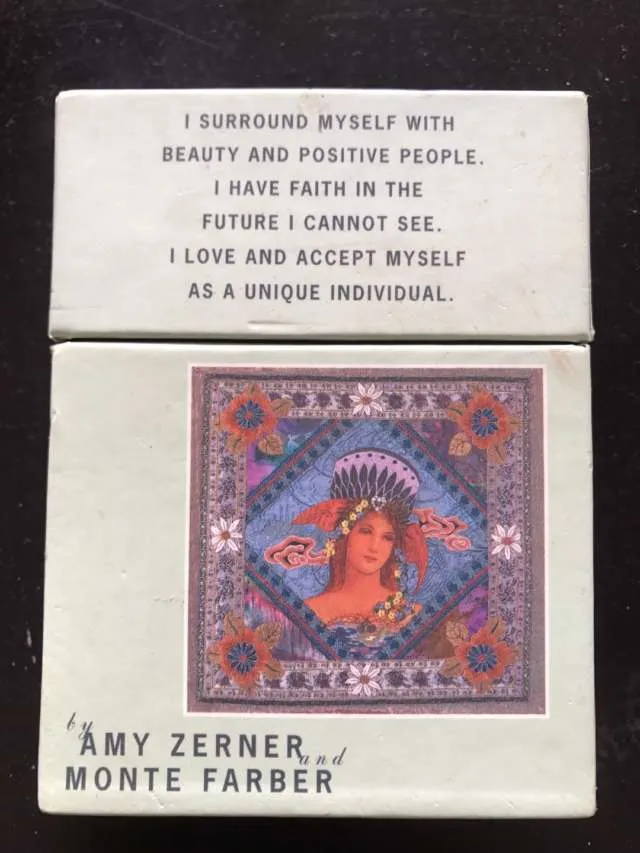 I SURROUND MYSELF WITH
BEAUTY AND POSITIVE PEOPLE.
I HAVE FAITH IN THE
FUTURE I CANNOT SEE.
I LOVE AND ACCEPT MYSELF
AS A UNIQUE INDIVIDUAL.
by
AMY ZERNER
and
MONTE FARBER